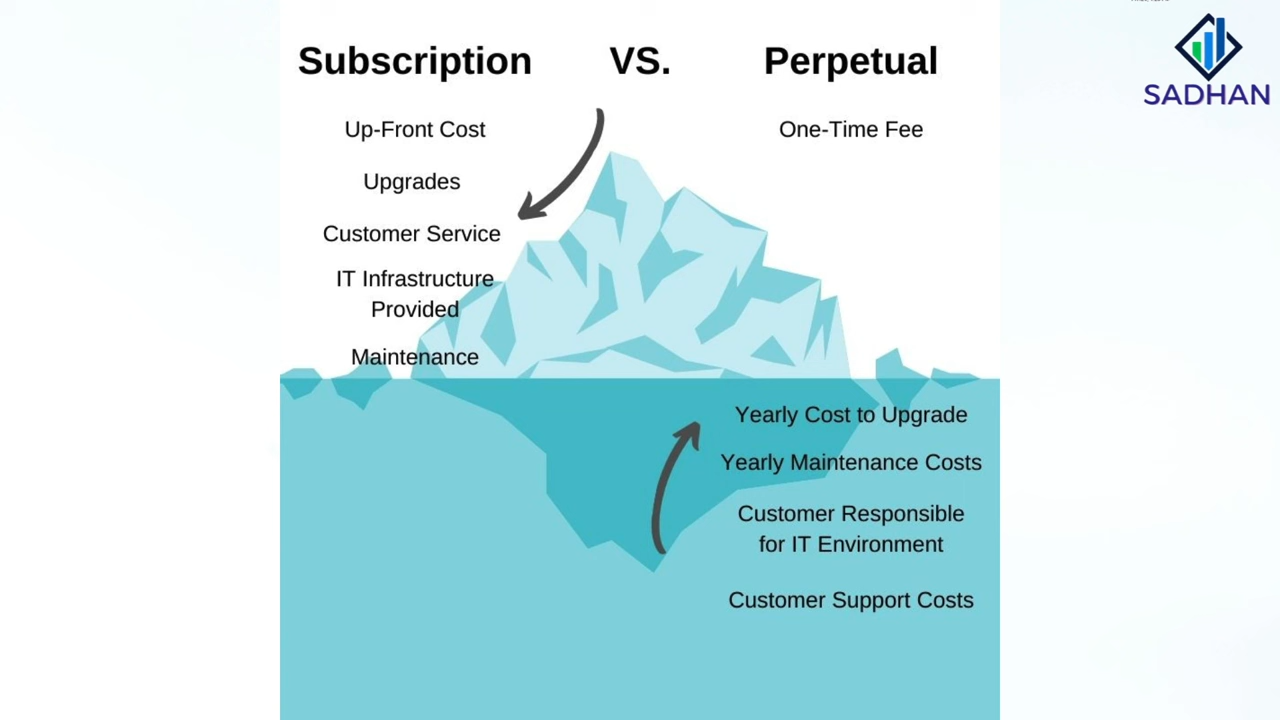 Subscription VS. Perpetual
Up-Front Cost
Upgrades
Customer Service
IT Infrastructure
Provided
Maintenance
One-Time Fee
Yearly Cost to Upgrade
Yearly Maintenance Costs
Customer Responsible
for IT Environment
Customer Support Costs
SADHAN